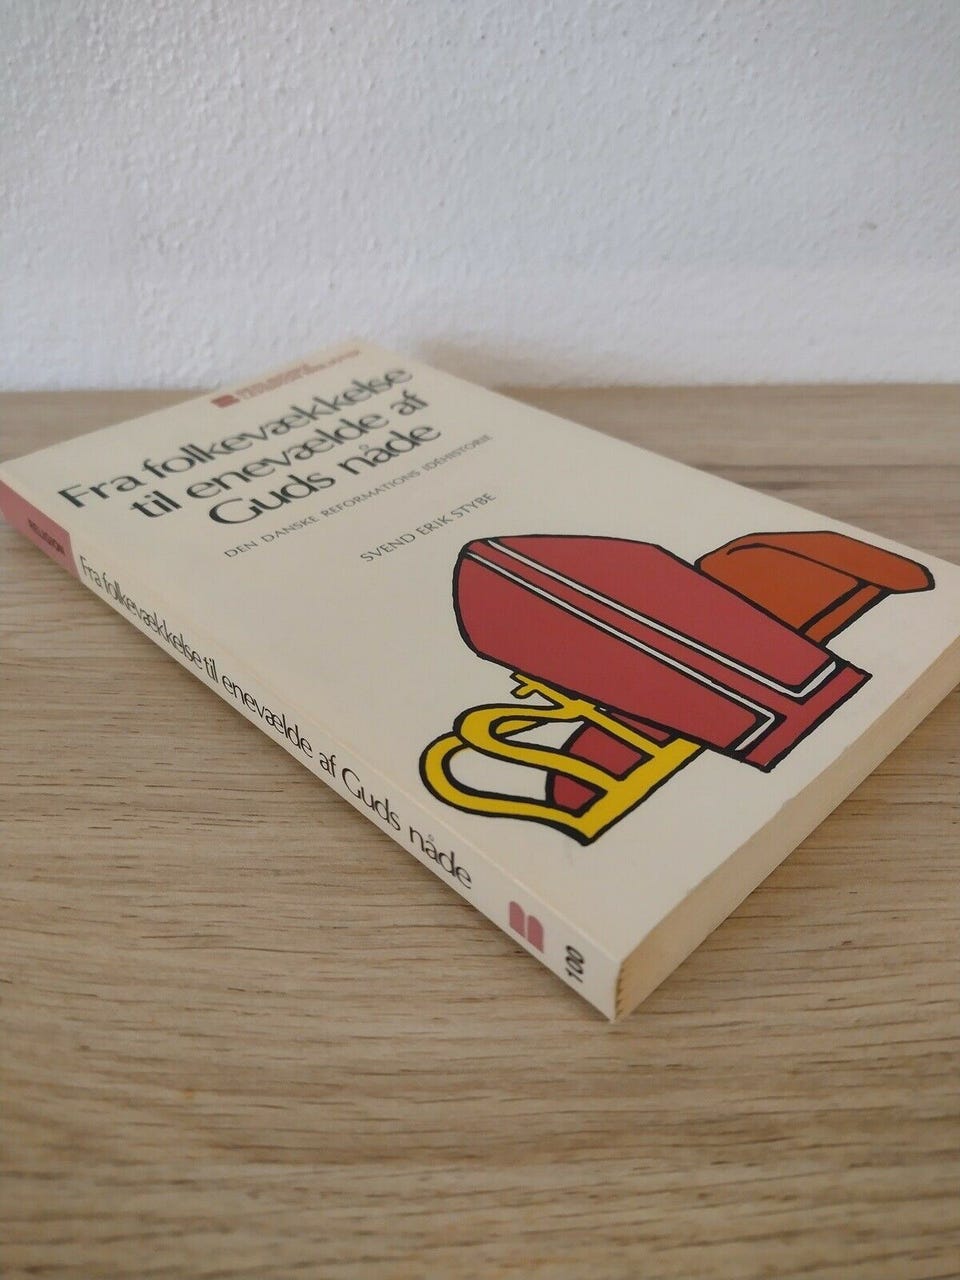 Fra folkevækkelse
til enevælde af
Guds nåde
DEN DANSKE REFORMATIONS IDEHISTORIE
SVEND ERIK STYBE
RELIGION
Fra folkevækkelse til enevælde af Guds nåde
100